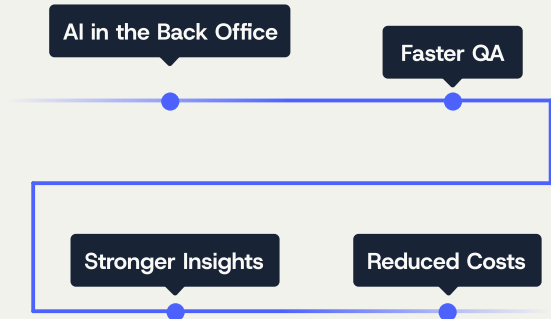 AI in the Back Office
Faster QA
Stronger Insights
Reduced Costs